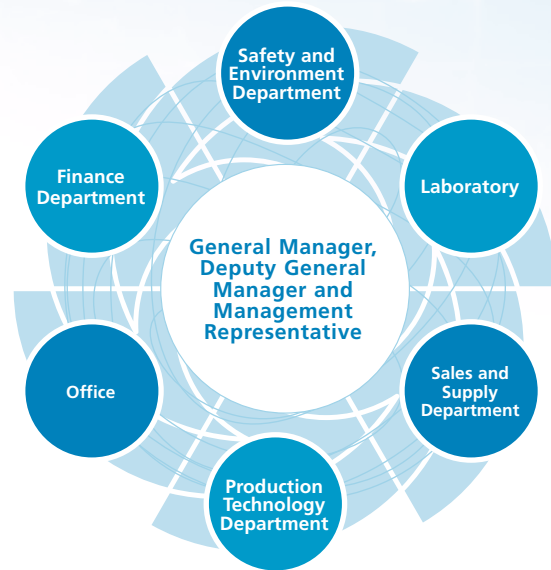 Safety and
Environment
Department
Finance
Department
Laboratory
General Manager,
Deputy General
Manager and
Management
Representative
Office
Sales and
Supply
Department
Production
Technology
Department